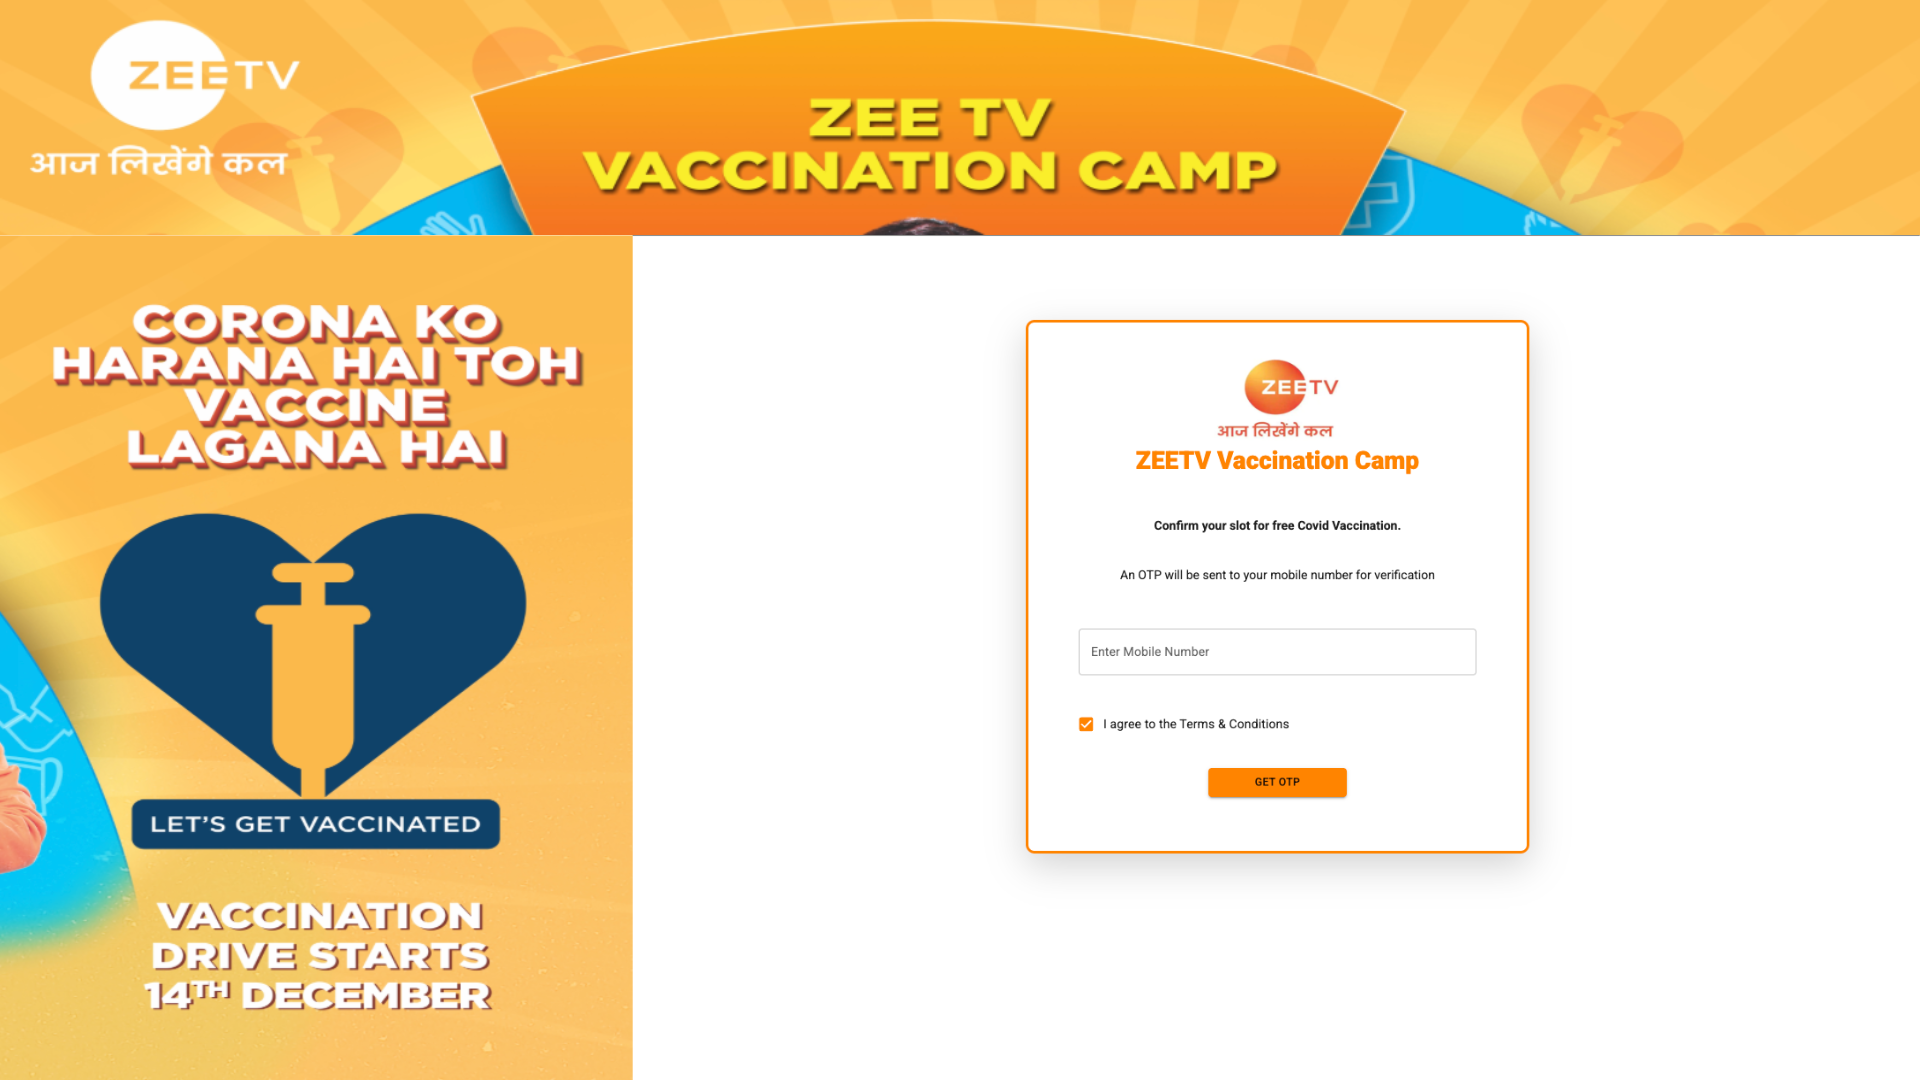 ZEETV
आज लिखेंगे कल
ZEE TV
VACCINATION CAMP
CORONA KO
HARANA HAI TOH
VACCINE
LAGANA HAI
LET'S GET VACCINATED
VACCINATION
DRIVE STARTS
14TH DECEMBER
ZEETV
आज लिखेंगे कल
ZEETV Vaccination Camp
Confirm your slot for free Covid Vaccination.
An OTP will be sent to your mobile number for verification
Enter Mobile Number
I agree to the Terms & Conditions
GET OTP